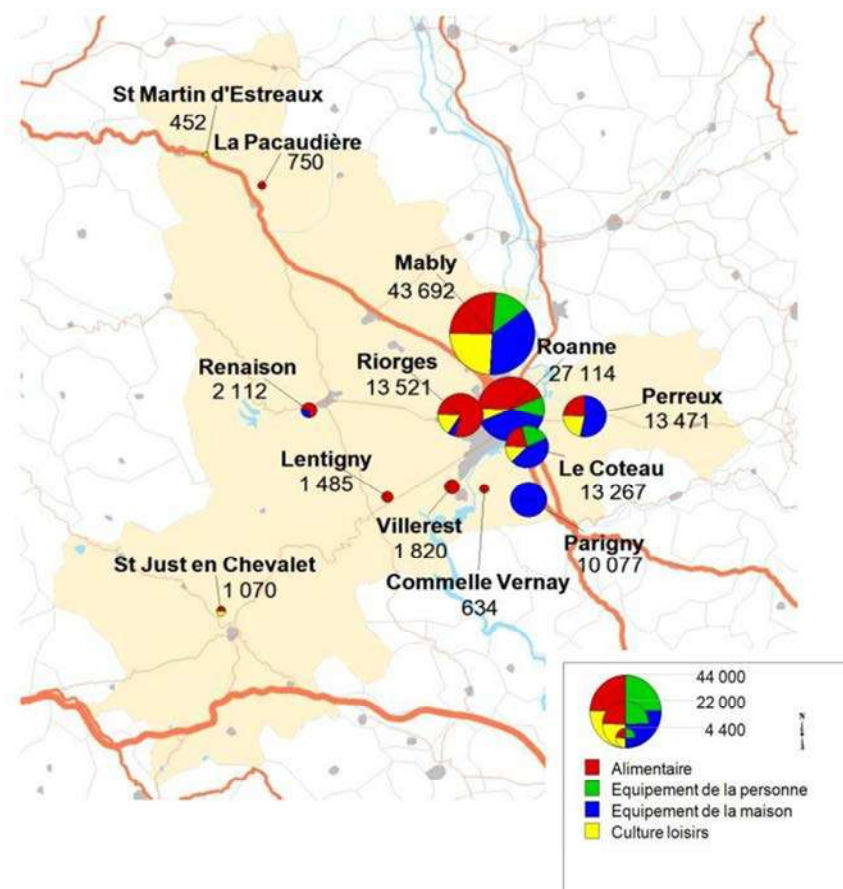 St Martin d'Estreaux
452
La Pacaudière
750
Mably
43 692
Roanne
27 114
Riorges
13 521
Renaison
2 112
Perreux
13 471
Le Coteau
13 267
Lentigny
1 485
Villerest
1 820
Parigny
10 077
Commelle Vernay
634
St Just en Chevalet
1 070
44 000
22 000
4 400
N
Alimentaire
Equipement de la personne
Equipement de la maison
Culture loisirs